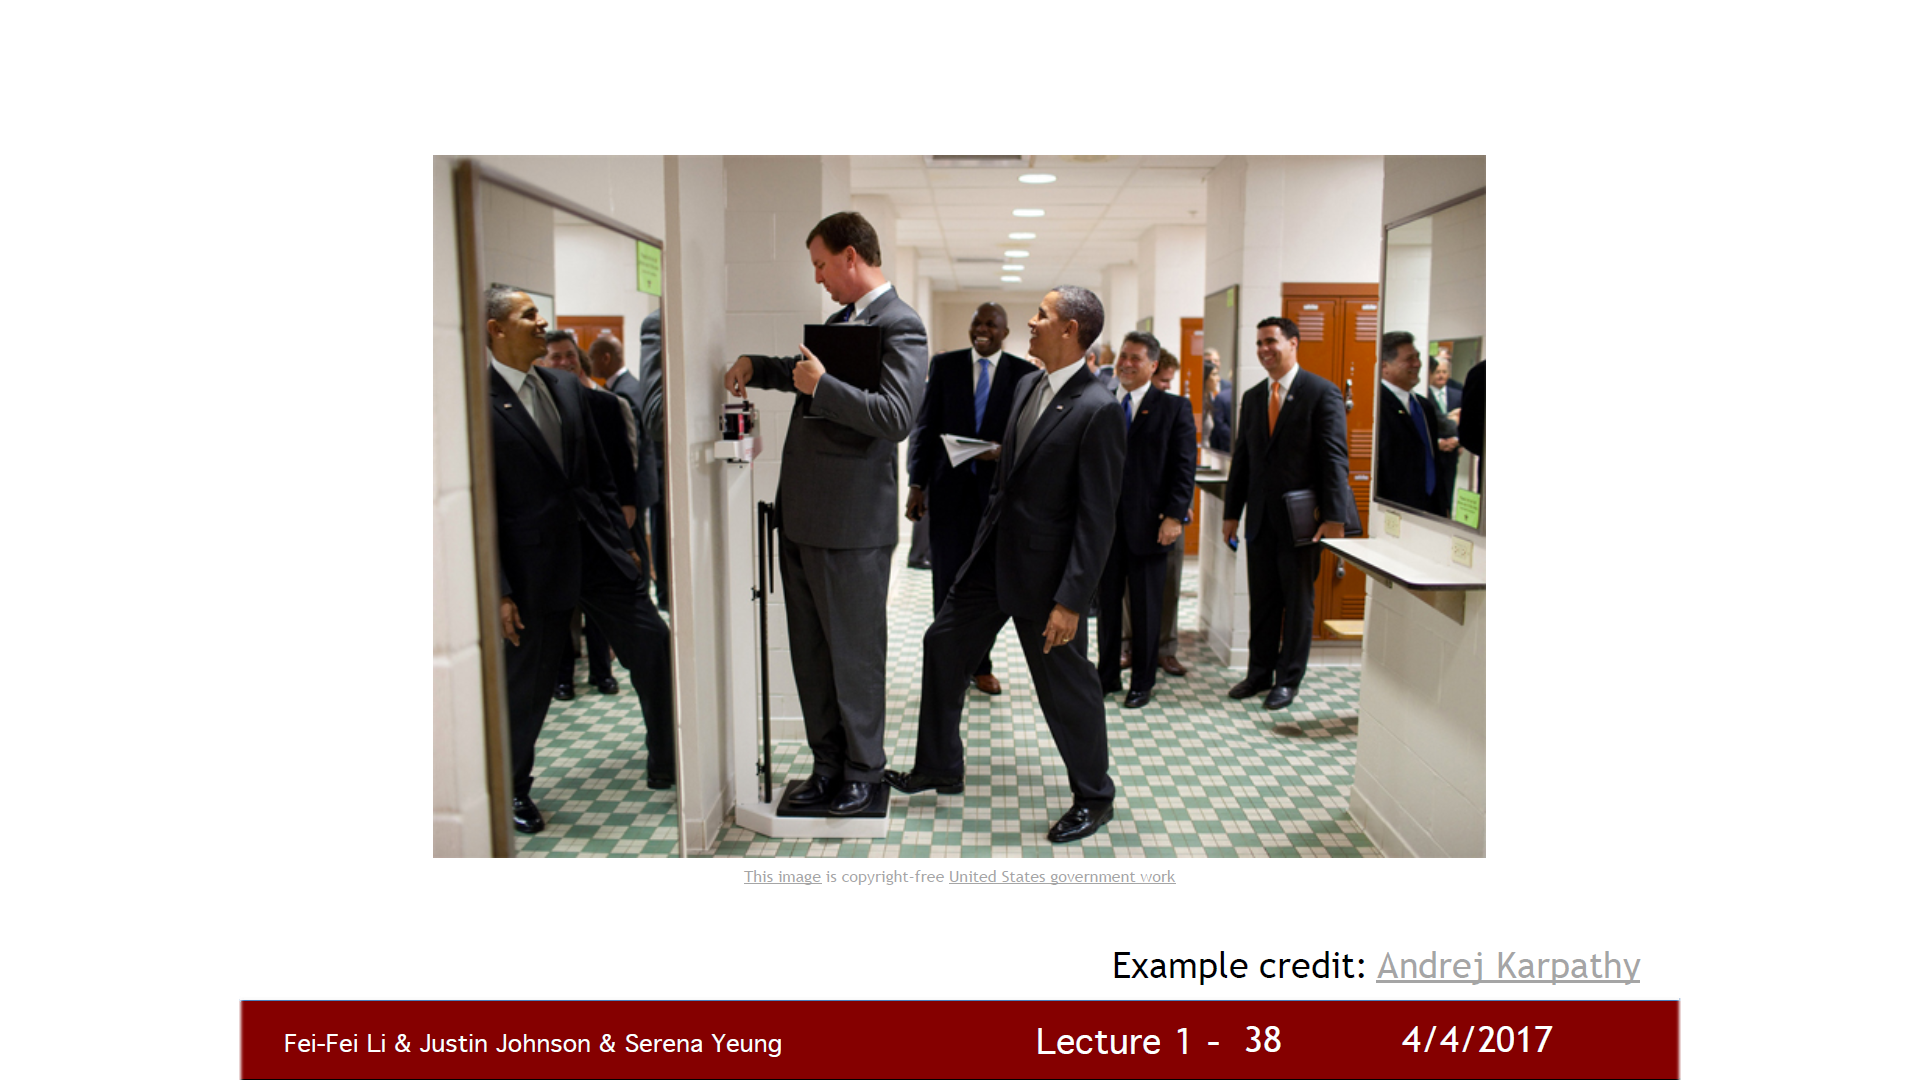 This image is copyright-free United States government work
Example credit: Andrej Karpathy
Fei-Fei Li & Justin Johnson & Serena Yeung Lecture 1 - 38 4/4/2017